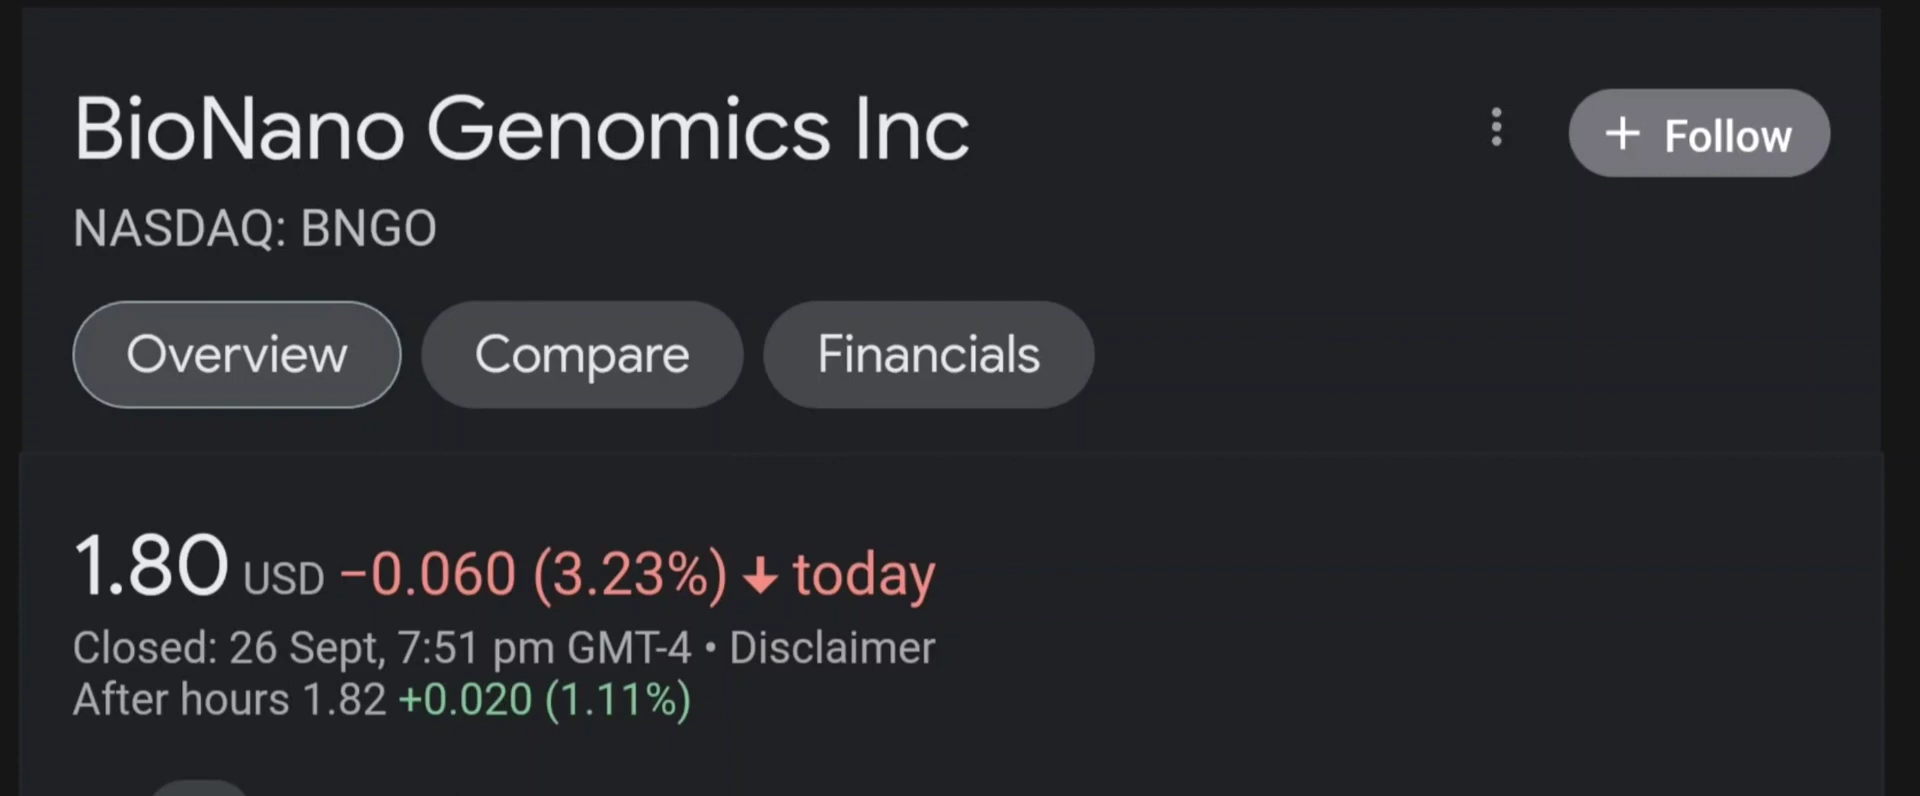 BioNano Genomics Inc
+ Follow
NASDAQ: BNGO
Overview Compare Financials
1.80 USD −0.060 (3.23%) ↓ today
Closed: 26 Sept, 7:51 pm GMT-4 • Disclaimer
After hours 1.82 +0.020 (1.11%)